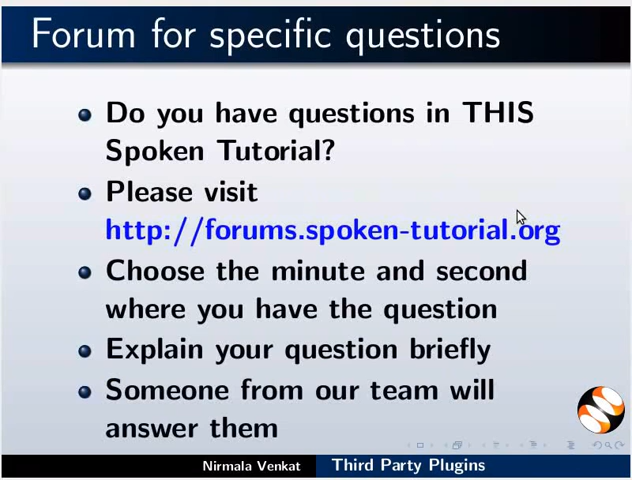 Forum for specific questions
Do you have questions in THIS
Spoken Tutorial?
Please visit
http://forums.spoken-tutorial.org
Choose the minute and second
where you have the question
Explain your question briefly
Someone from our team will
answer them
Nirmala Venkat Third Party Plugins